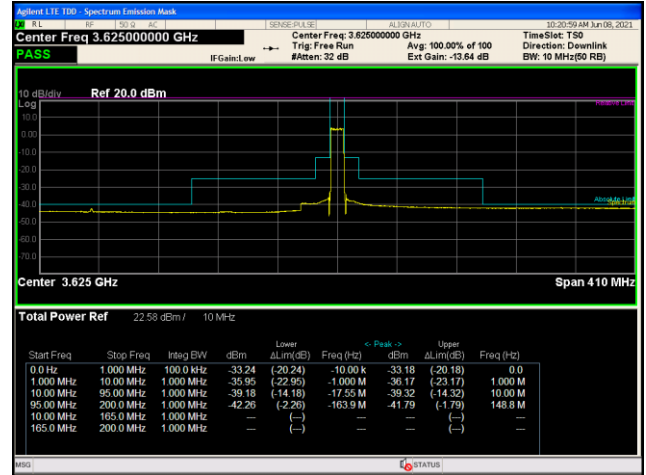 Agilent LTE TDD - Spectrum Emission Mask
RL RF 50 Ω AC SENSE:PULSE ALIGNAUTO 10:20:59 AM Jun 08, 2021
Center Freq 3.625000000 GHz Center Freq: 3.625000000 GHz TimeSlot: TS0
Trig: Free Run Avg: 100.00% of 100 Direction: Downlink
PASS IFGain:Low #Atten: 32 dB Ext Gain: -13.64 dB BW: 10 MHz(50 RB)
10 dB/div Ref 20.0 dBm
Log
Relative Limit
10.0
0.00
-10.0
-20.0
-30.0
-40.0
Absolute Limit
Spectrum
-50.0
-60.0
-70.0
Center 3.625 GHz Span 410 MHz
Total Power Ref 22.58 dBm / 10 MHz
Lower <- Peak -> Upper
Start Freq Stop Freq Integ BW dBm ΔLim(dB) Freq (Hz) dBm ΔLim(dB) Freq (Hz)
0.0 Hz 1.000 MHz 100.0 kHz -33.24 (-20.24) -10.00 k -33.18 (-20.18) 0.0
1.000 MHz 10.00 MHz 1.000 MHz -35.95 (-22.95) -1.000 M -36.17 (-23.17) 1.000 M
10.00 MHz 95.00 MHz 1.000 MHz -39.18 (-14.18) -17.55 M -39.32 (-14.32) 10.00 M
95.00 MHz 200.0 MHz 1.000 MHz -42.26 (-2.26) -163.9 M -41.79 (-1.79) 148.8 M
10.00 MHz 165.0 MHz 1.000 MHz --- (---) --- (---)
165.0 MHz 200.0 MHz 1.000 MHz --- (---) --- (---)
MSG STATUS